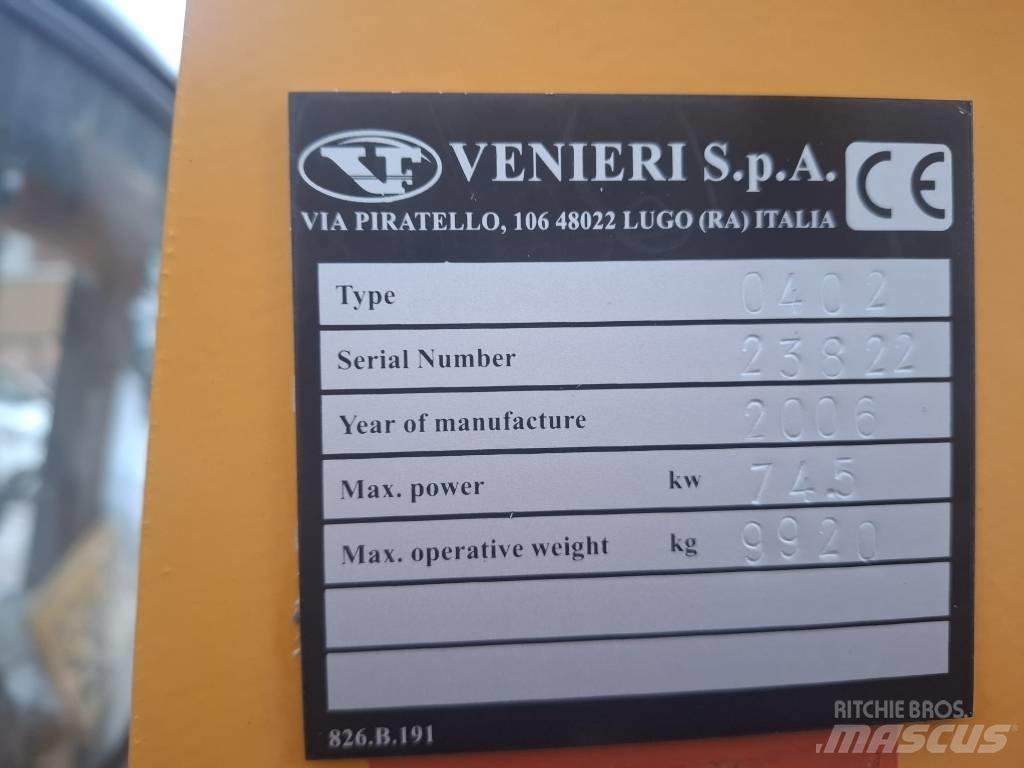 VF VENIERI S.p.A. CE
VIA PIRATELLO, 106 48022 LUGO (RA) ITALIA
Type 0402
Serial Number 23822
Year of manufacture 2006
Max. power kw 74.5
Max. operative weight kg 9920
826.B.191
RITCHIE BROS.
MASCUS